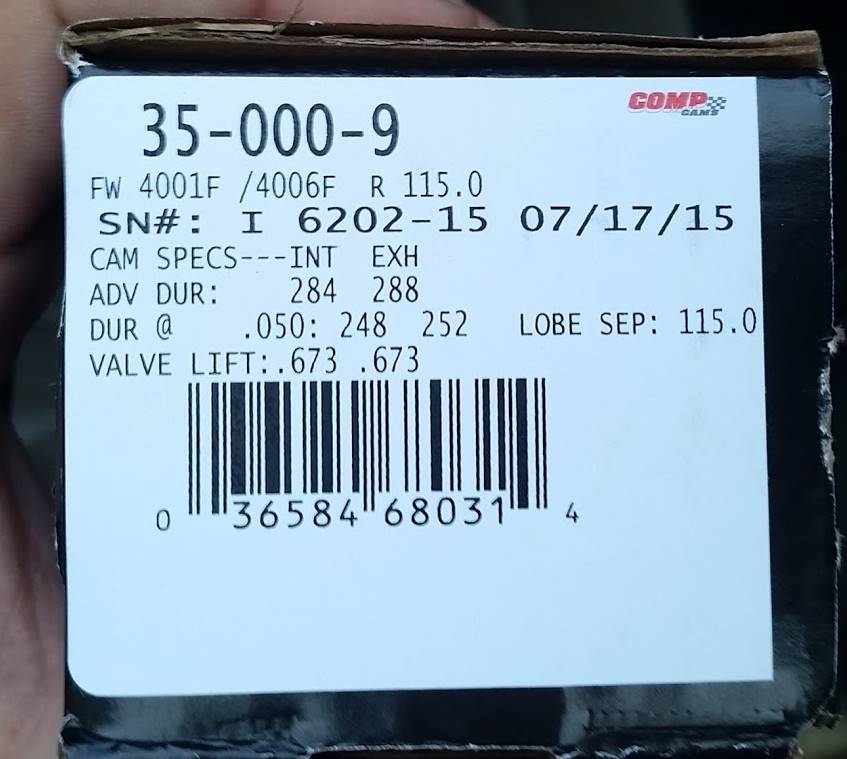 COMP
CAMS
35-000-9
FW 4001F /4006F R 115.0
SN#: I 6202-15 07/17/15
CAM SPECS---INT EXH
ADV DUR: 284 288
DUR @ .050: 248 252 LOBE SEP: 115.0
VALVE LIFT:.673 .673
0 36584 68031 4